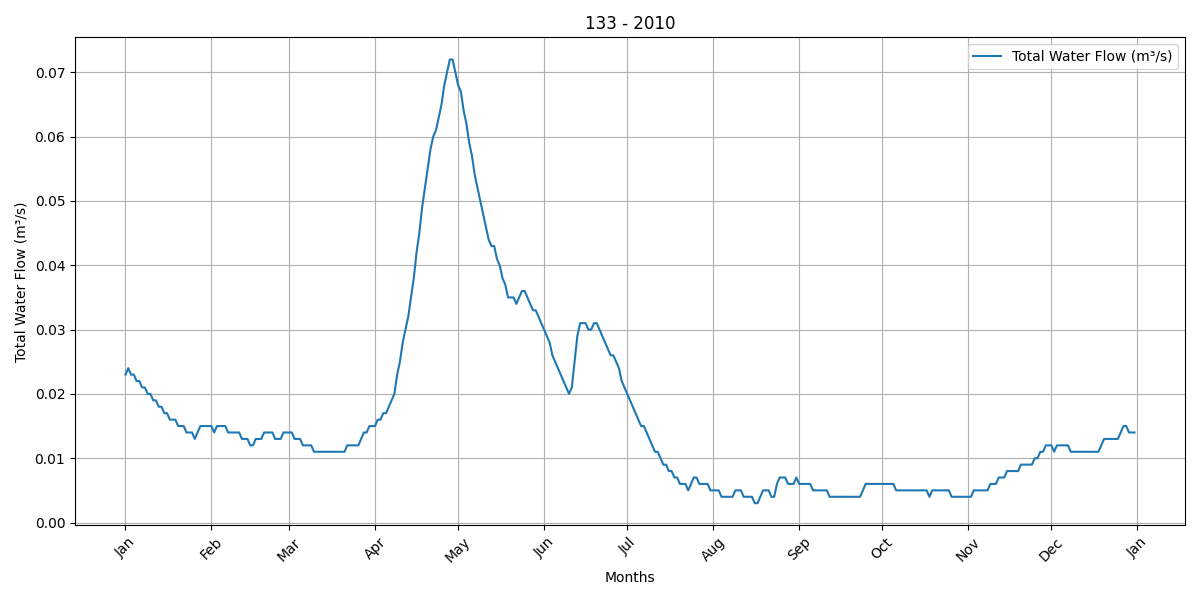 133 - 2010
Total Water Flow (m³/s)
Total Water Flow (m³/s)
0.07
0.06
0.05
0.04
0.03
0.02
0.01
0.00
Jan
Feb
Mar
Apr
May
Jun
Jul
Aug
Sep
Oct
Nov
Dec
Jan
Months